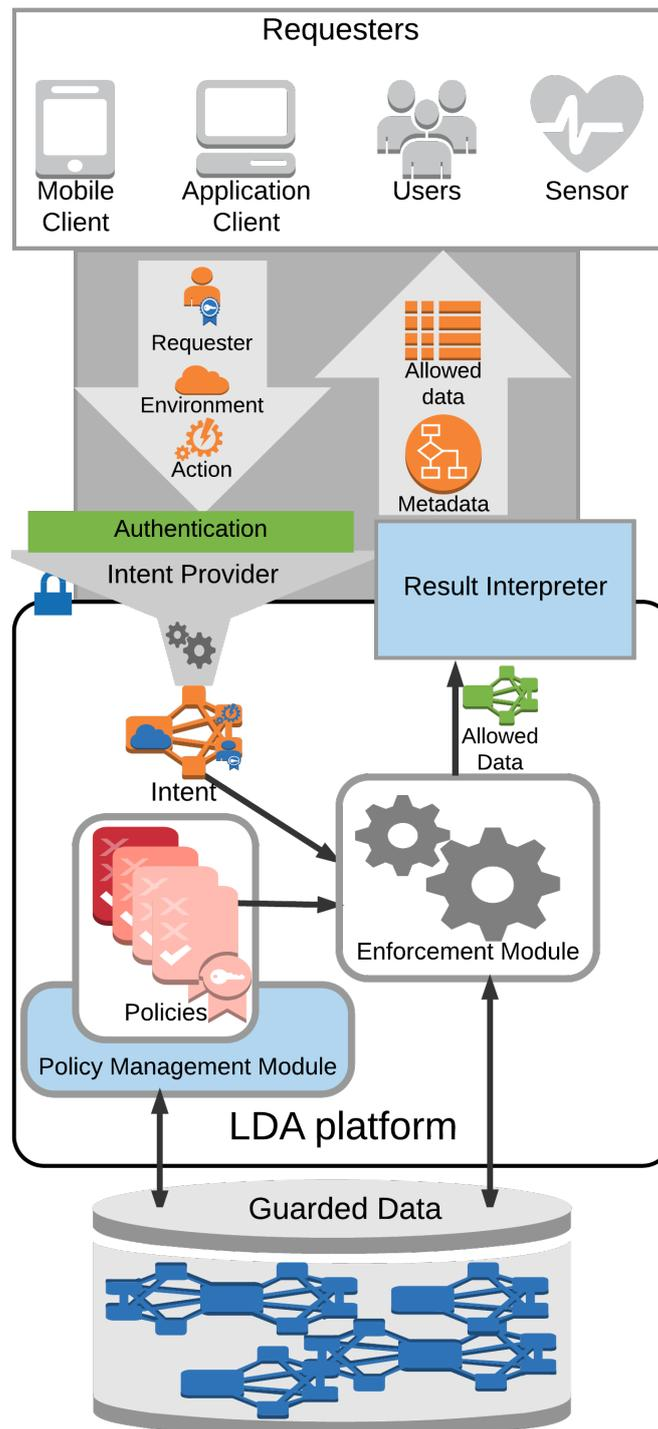 Requesters
Mobile
Client
Application
Client
Users
Sensor
Requester
Environment
Action
Allowed
data
Metadata
Authentication
Intent Provider
Result Interpreter
Allowed
Data
Intent
Enforcement Module
Policies
Policy Management Module
LDA platform
Guarded Data